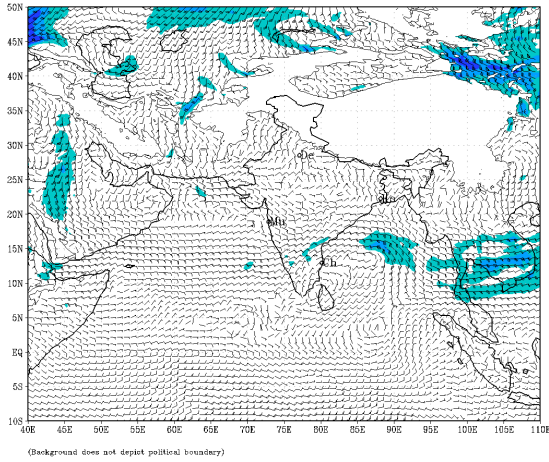 50N
45N
40N
35N
30N
25N
20N
15N
10N
5N
EQ
5S
10S
De
Mu
Ch
40E 45E 50E 55E 60E 65E 70E 75E 80E 85E 90E 95E 100E 105E 110E
(Background does not depict political boundary)